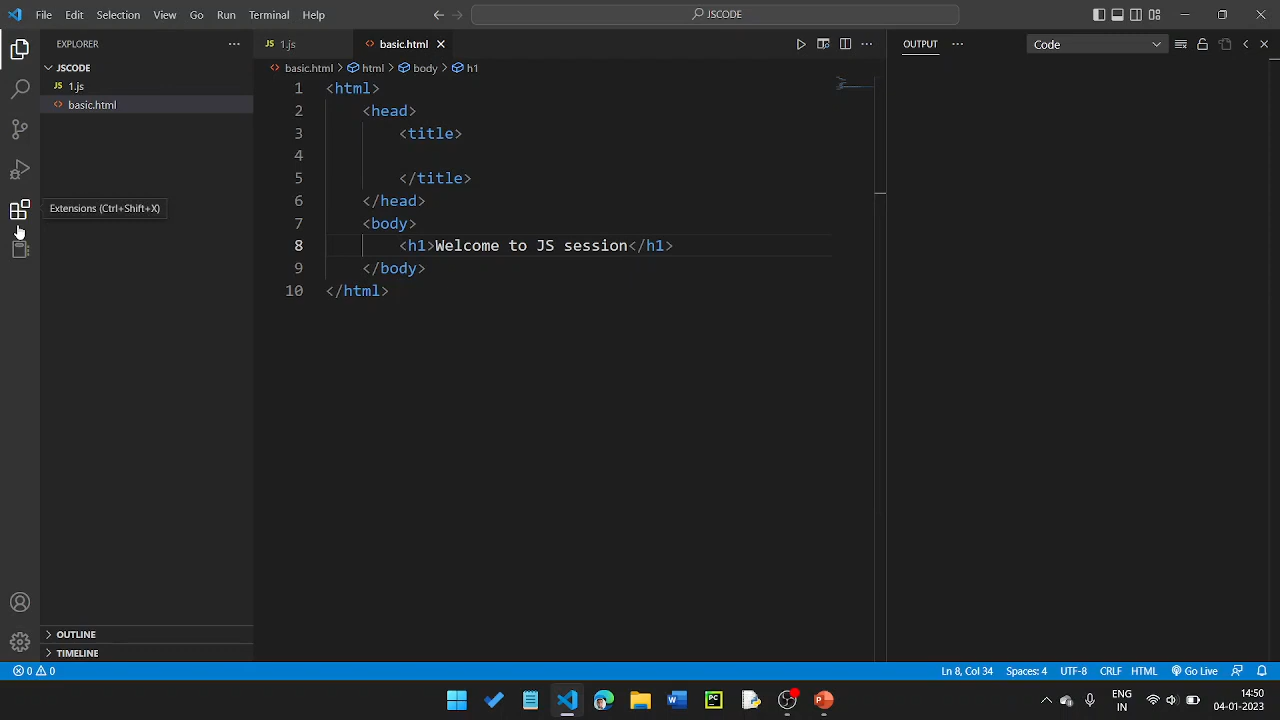 File Edit Selection View Go Run Terminal Help JSCODE
EXPLORER
1.js
basic.html
OUTPUT
Code
JSCODE
basic.html > html > body > h1
1.js
basic.html
Extensions (Ctrl+Shift+X)
1 <html>
2 <head>
3 <title>
4
5 </title>
6 </head>
7 <body>
8 <h1>Welcome to JS session</h1>
9 </body>
10 </html>
OUTLINE
TIMELINE
0 0
Ln 8, Col 34 Spaces: 4 UTF-8 CRLF HTML Go Live
PC
ENG
IN
14:50
04-01-2023